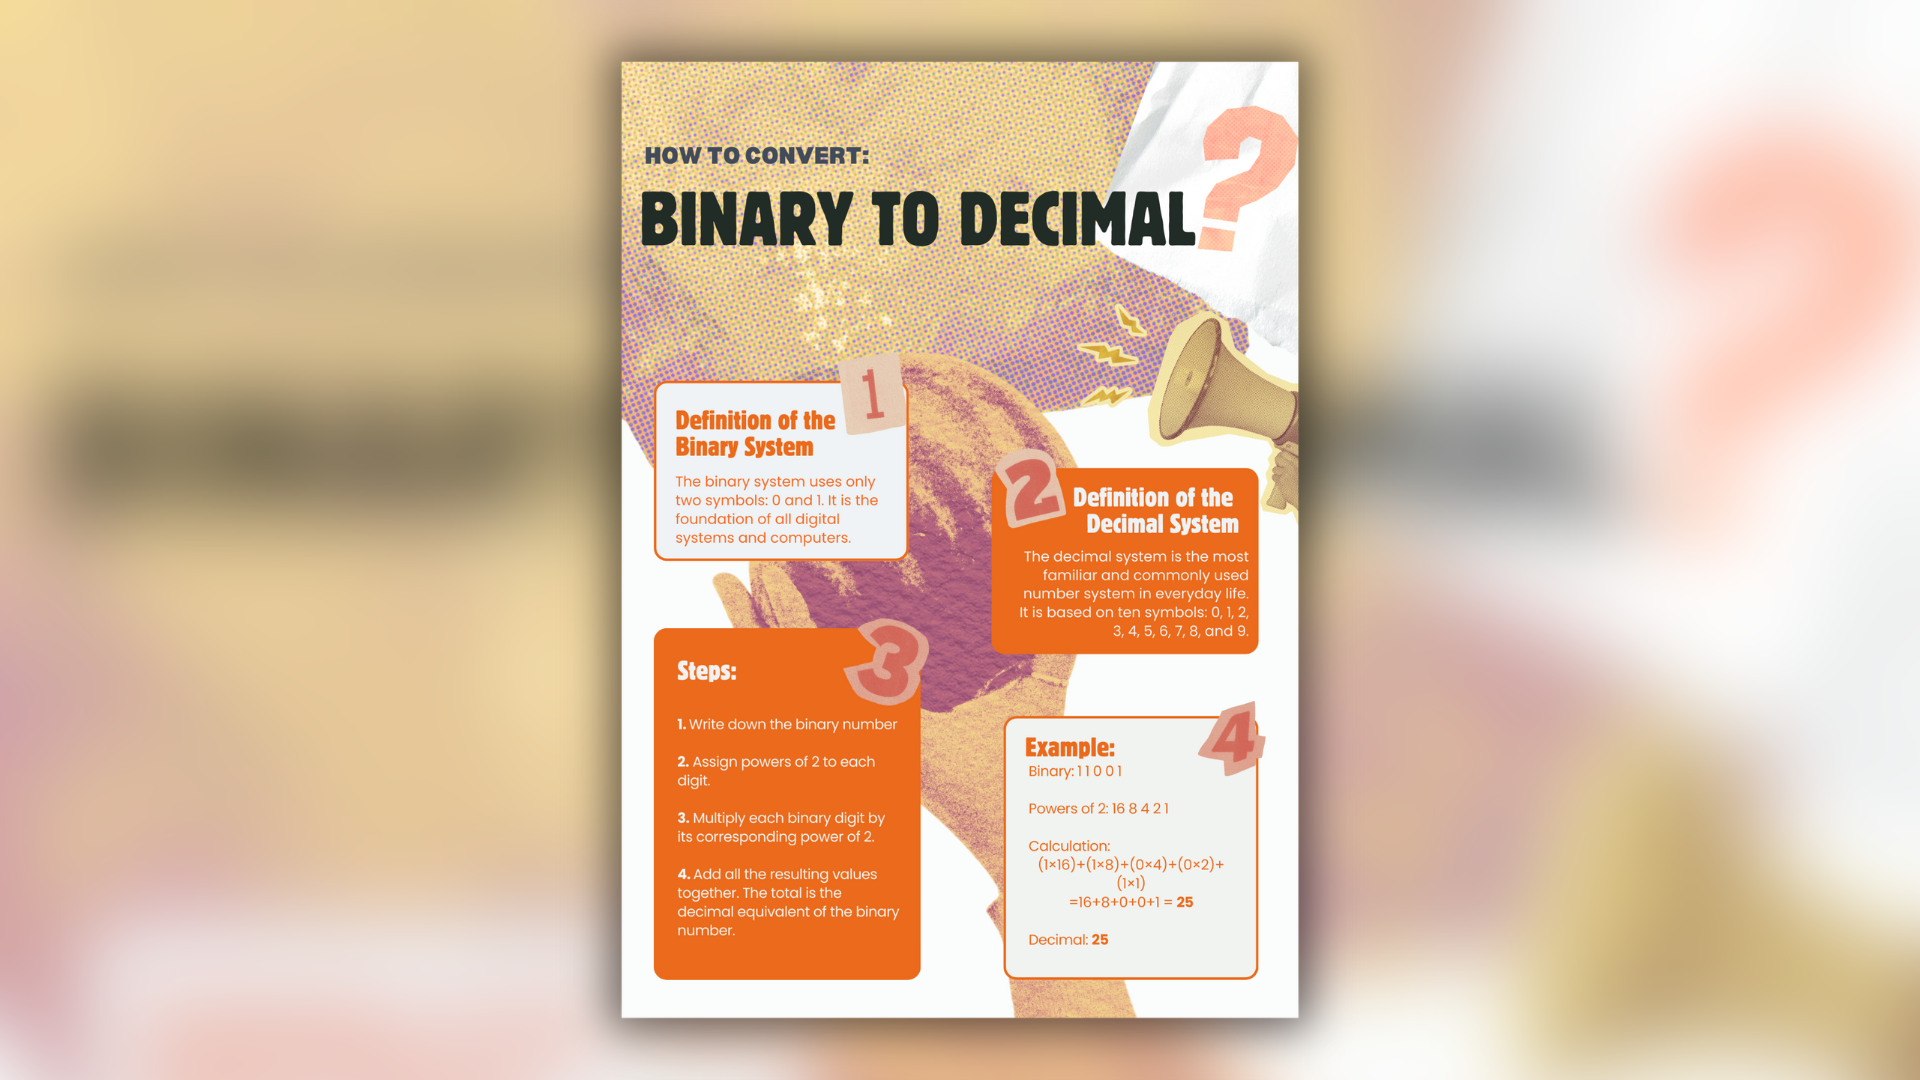 HOW TO CONVERT:
BINARY TO DECIMAL?
1
Definition of the
Binary System
The binary system uses only
two symbols: 0 and 1. It is the
foundation of all digital
systems and computers.
2
Definition of the
Decimal System
The decimal system is the most
familiar and commonly used
number system in everyday life.
It is based on ten symbols: 0, 1, 2,
3, 4, 5, 6, 7, 8, and 9.
3
Steps:
1. Write down the binary number
2. Assign powers of 2 to each
digit.
3. Multiply each binary digit by
its corresponding power of 2.
4. Add all the resulting values
together. The total is the
decimal equivalent of the binary
number.
4
Example:
Binary: 1 1 0 0 1
Powers of 2: 16 8 4 2 1
Calculation:
(1×16)+(1×8)+(0×4)+(0×2)+
(1×1)
=16+8+0+0+1 = 25
Decimal: 25